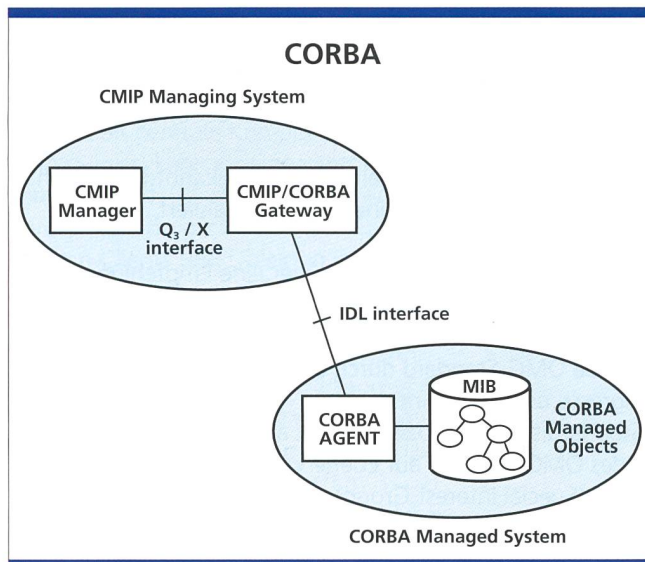 CORBA
CMIP Managing System
CMIP
Manager
CMIP/CORBA
Gateway
Q₃ / X
interface
IDL interface
MIB
CORBA
AGENT
CORBA
Managed
Objects
CORBA Managed System